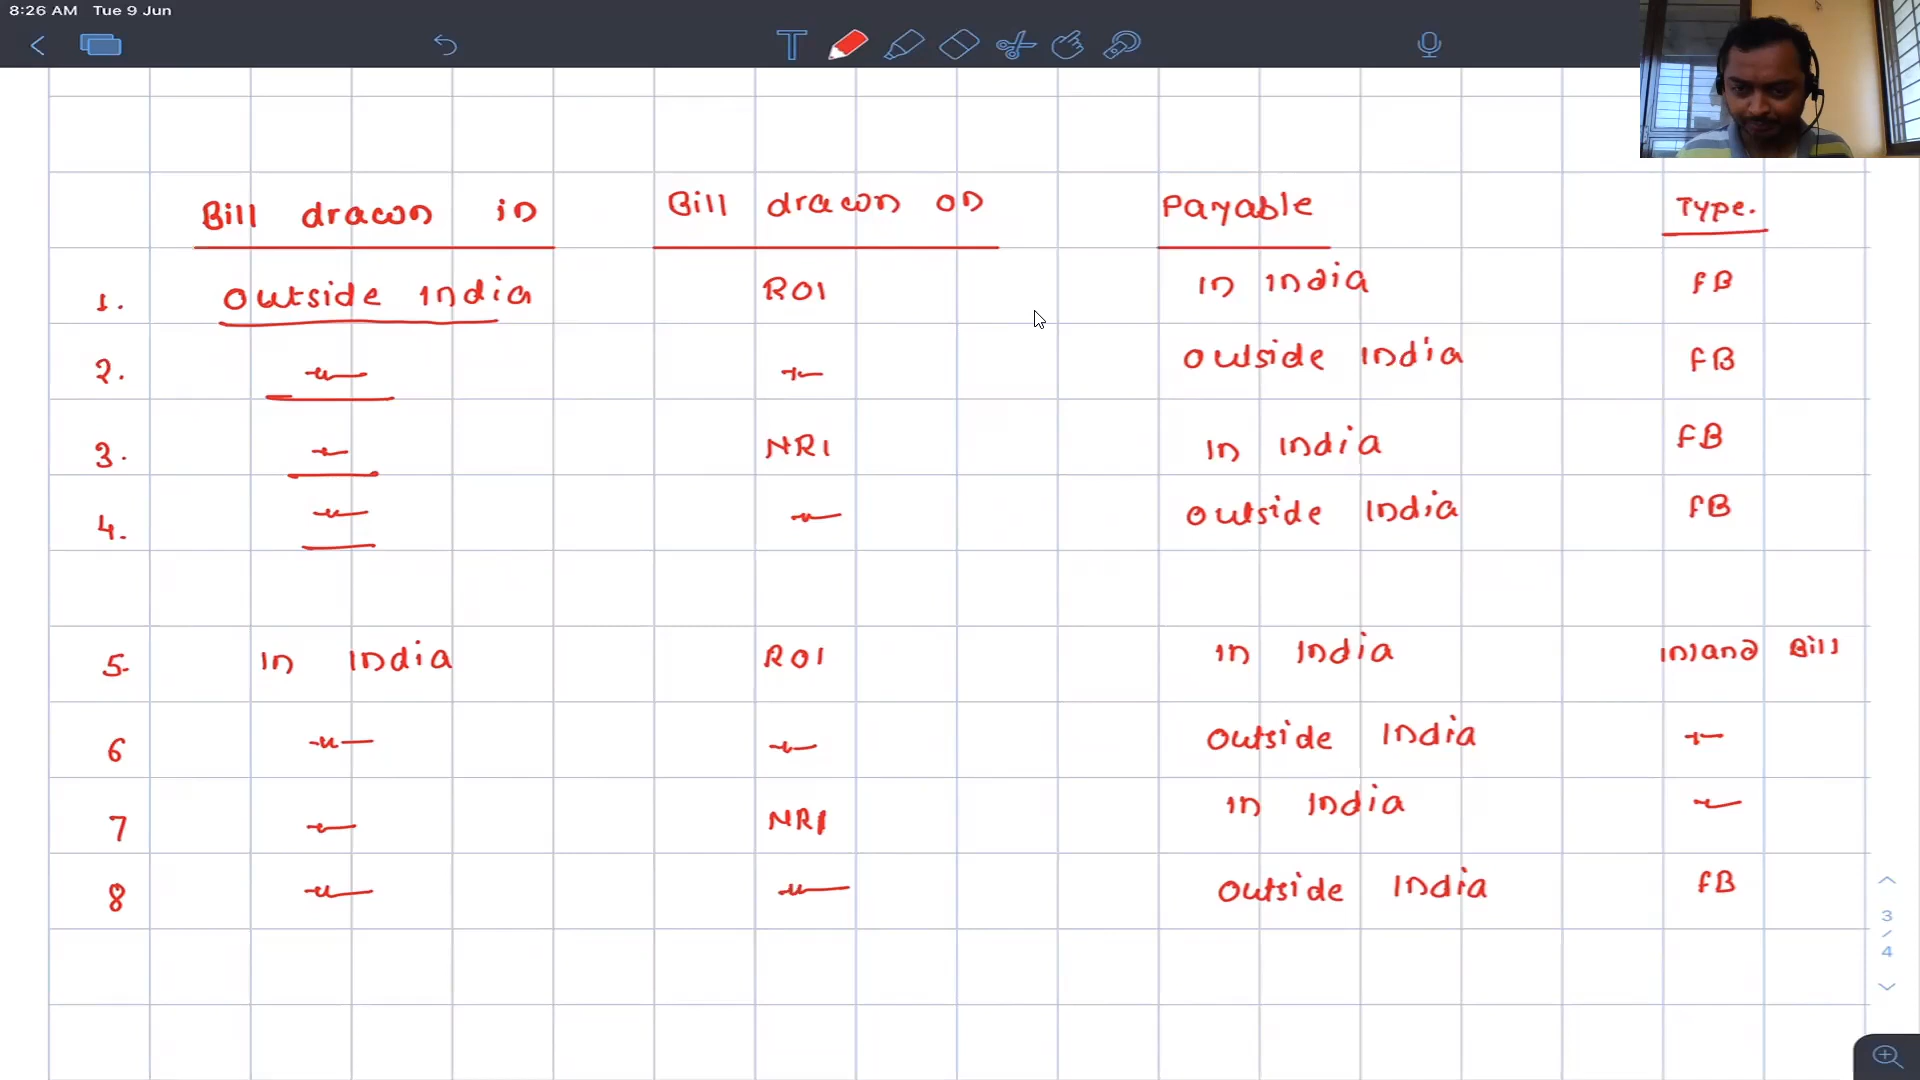 8:26 AM Tue 9 Jun
T
Bill drawn in Bill drawn on Payable Type.
1. Outside India ROI In India FB
2. -"- -"- Outside India FB
3. -"- NRI In India FB
4. -"- -"- Outside India FB
5. In India ROI In India Inland Bill
6 -"- -"- Outside India -"-
7 -"- NRI In India -"-
8 -"- -"- Outside India FB
3
/
4